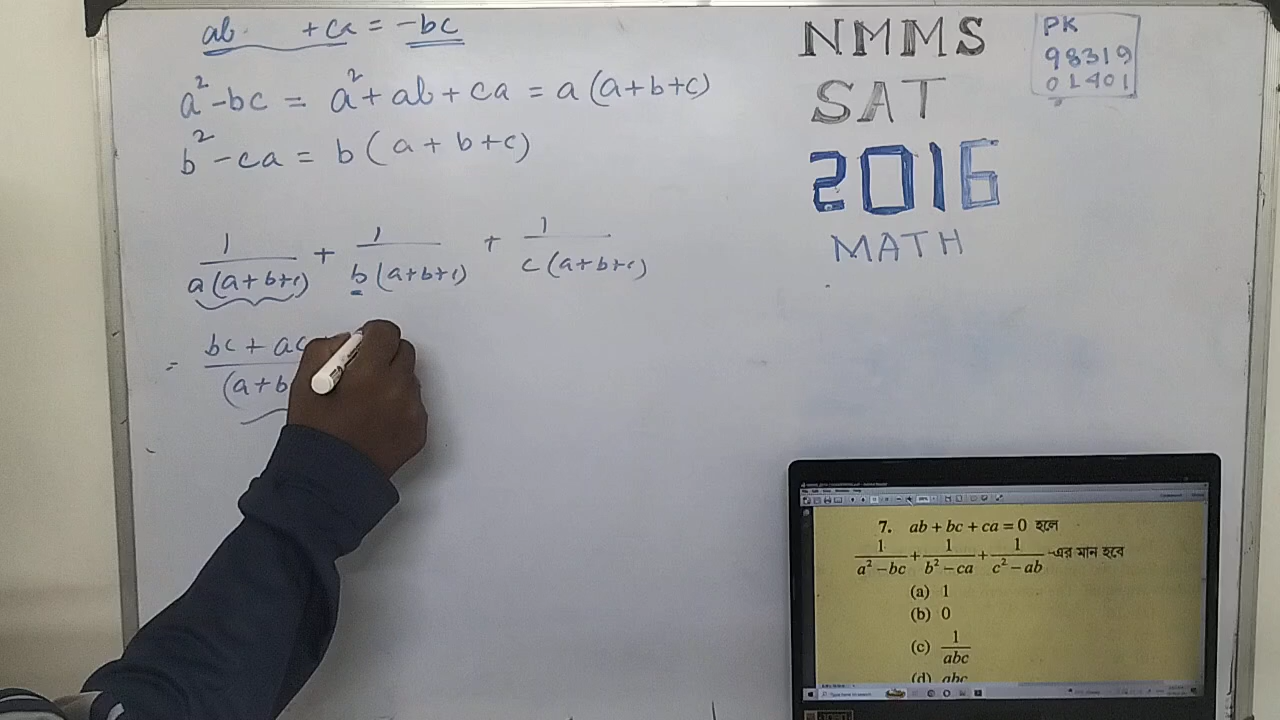 ab + ca = -bc
a² - bc = a² + ab + ca = a (a+b+c)
b² - ca = b (a + b + c)
1/a(a+b+c) + 1/b(a+b+c) + 1/c(a+b+c)
= bc + ac
(a+b
NMMS
SAT
2016
MATH
PK
98319
01401
7. ab + bc + ca = 0 হলে
1/(a² - bc) + 1/(b² - ca) + 1/(c² - ab) -এর মান হবে
(a) 1
(b) 0
(c) 1/abc
(d) abc